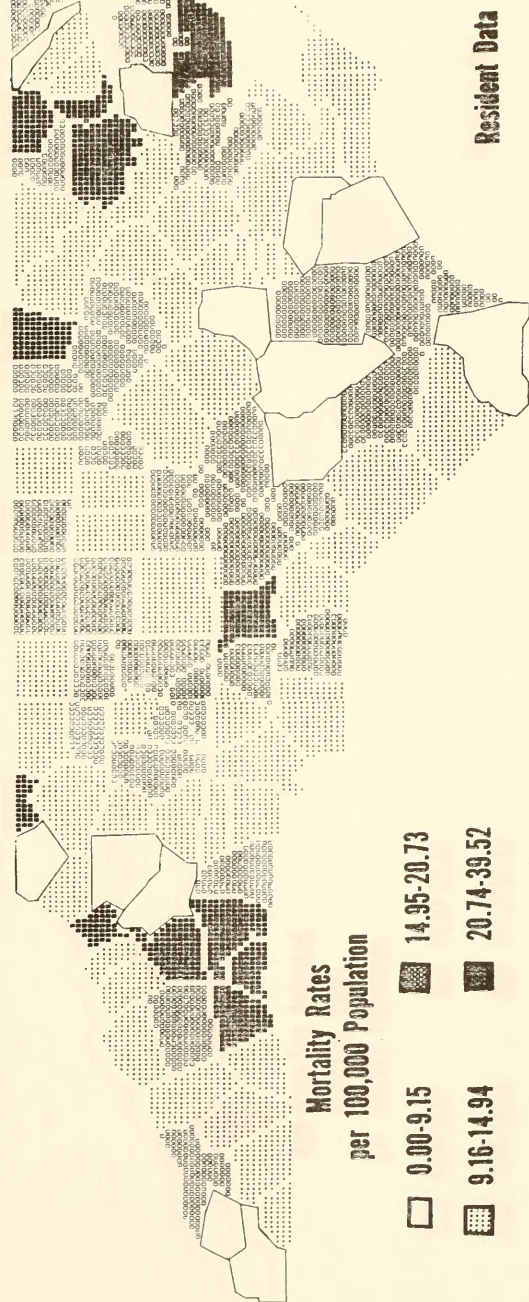 Mortality Rates
per 100,000 Population
0.00-9.15
14.95-20.73
9.16-14.94
20.74-39.52
Resident Data